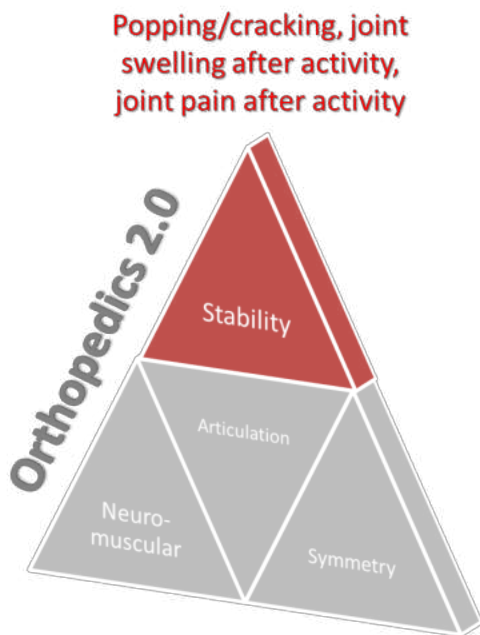 Popping/cracking, joint
swelling after activity,
joint pain after activity
Orthopedics 2.0
Stability
Articulation
Neuro-
muscular
Symmetry